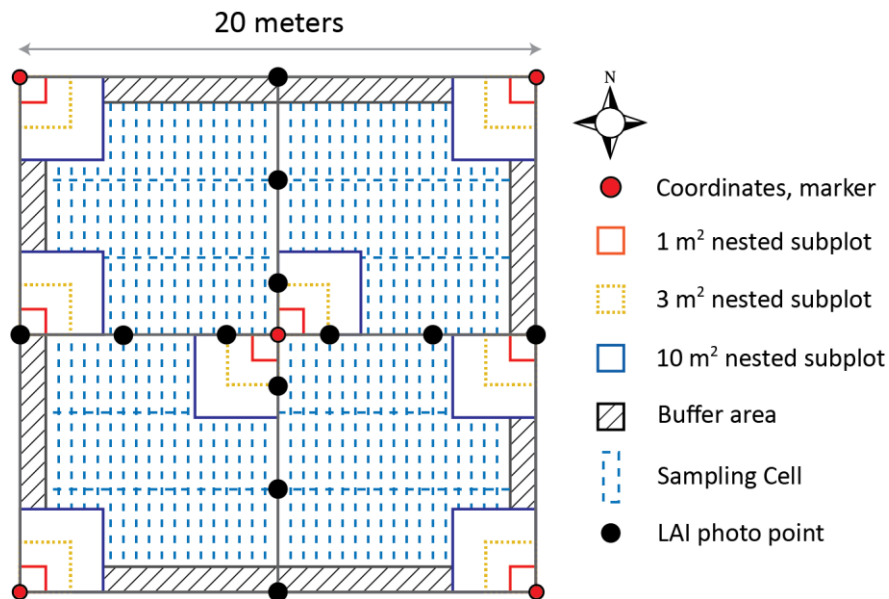 20 meters
N
Coordinates, marker
1 m² nested subplot
3 m² nested subplot
10 m² nested subplot
Buffer area
Sampling Cell
LAI photo point